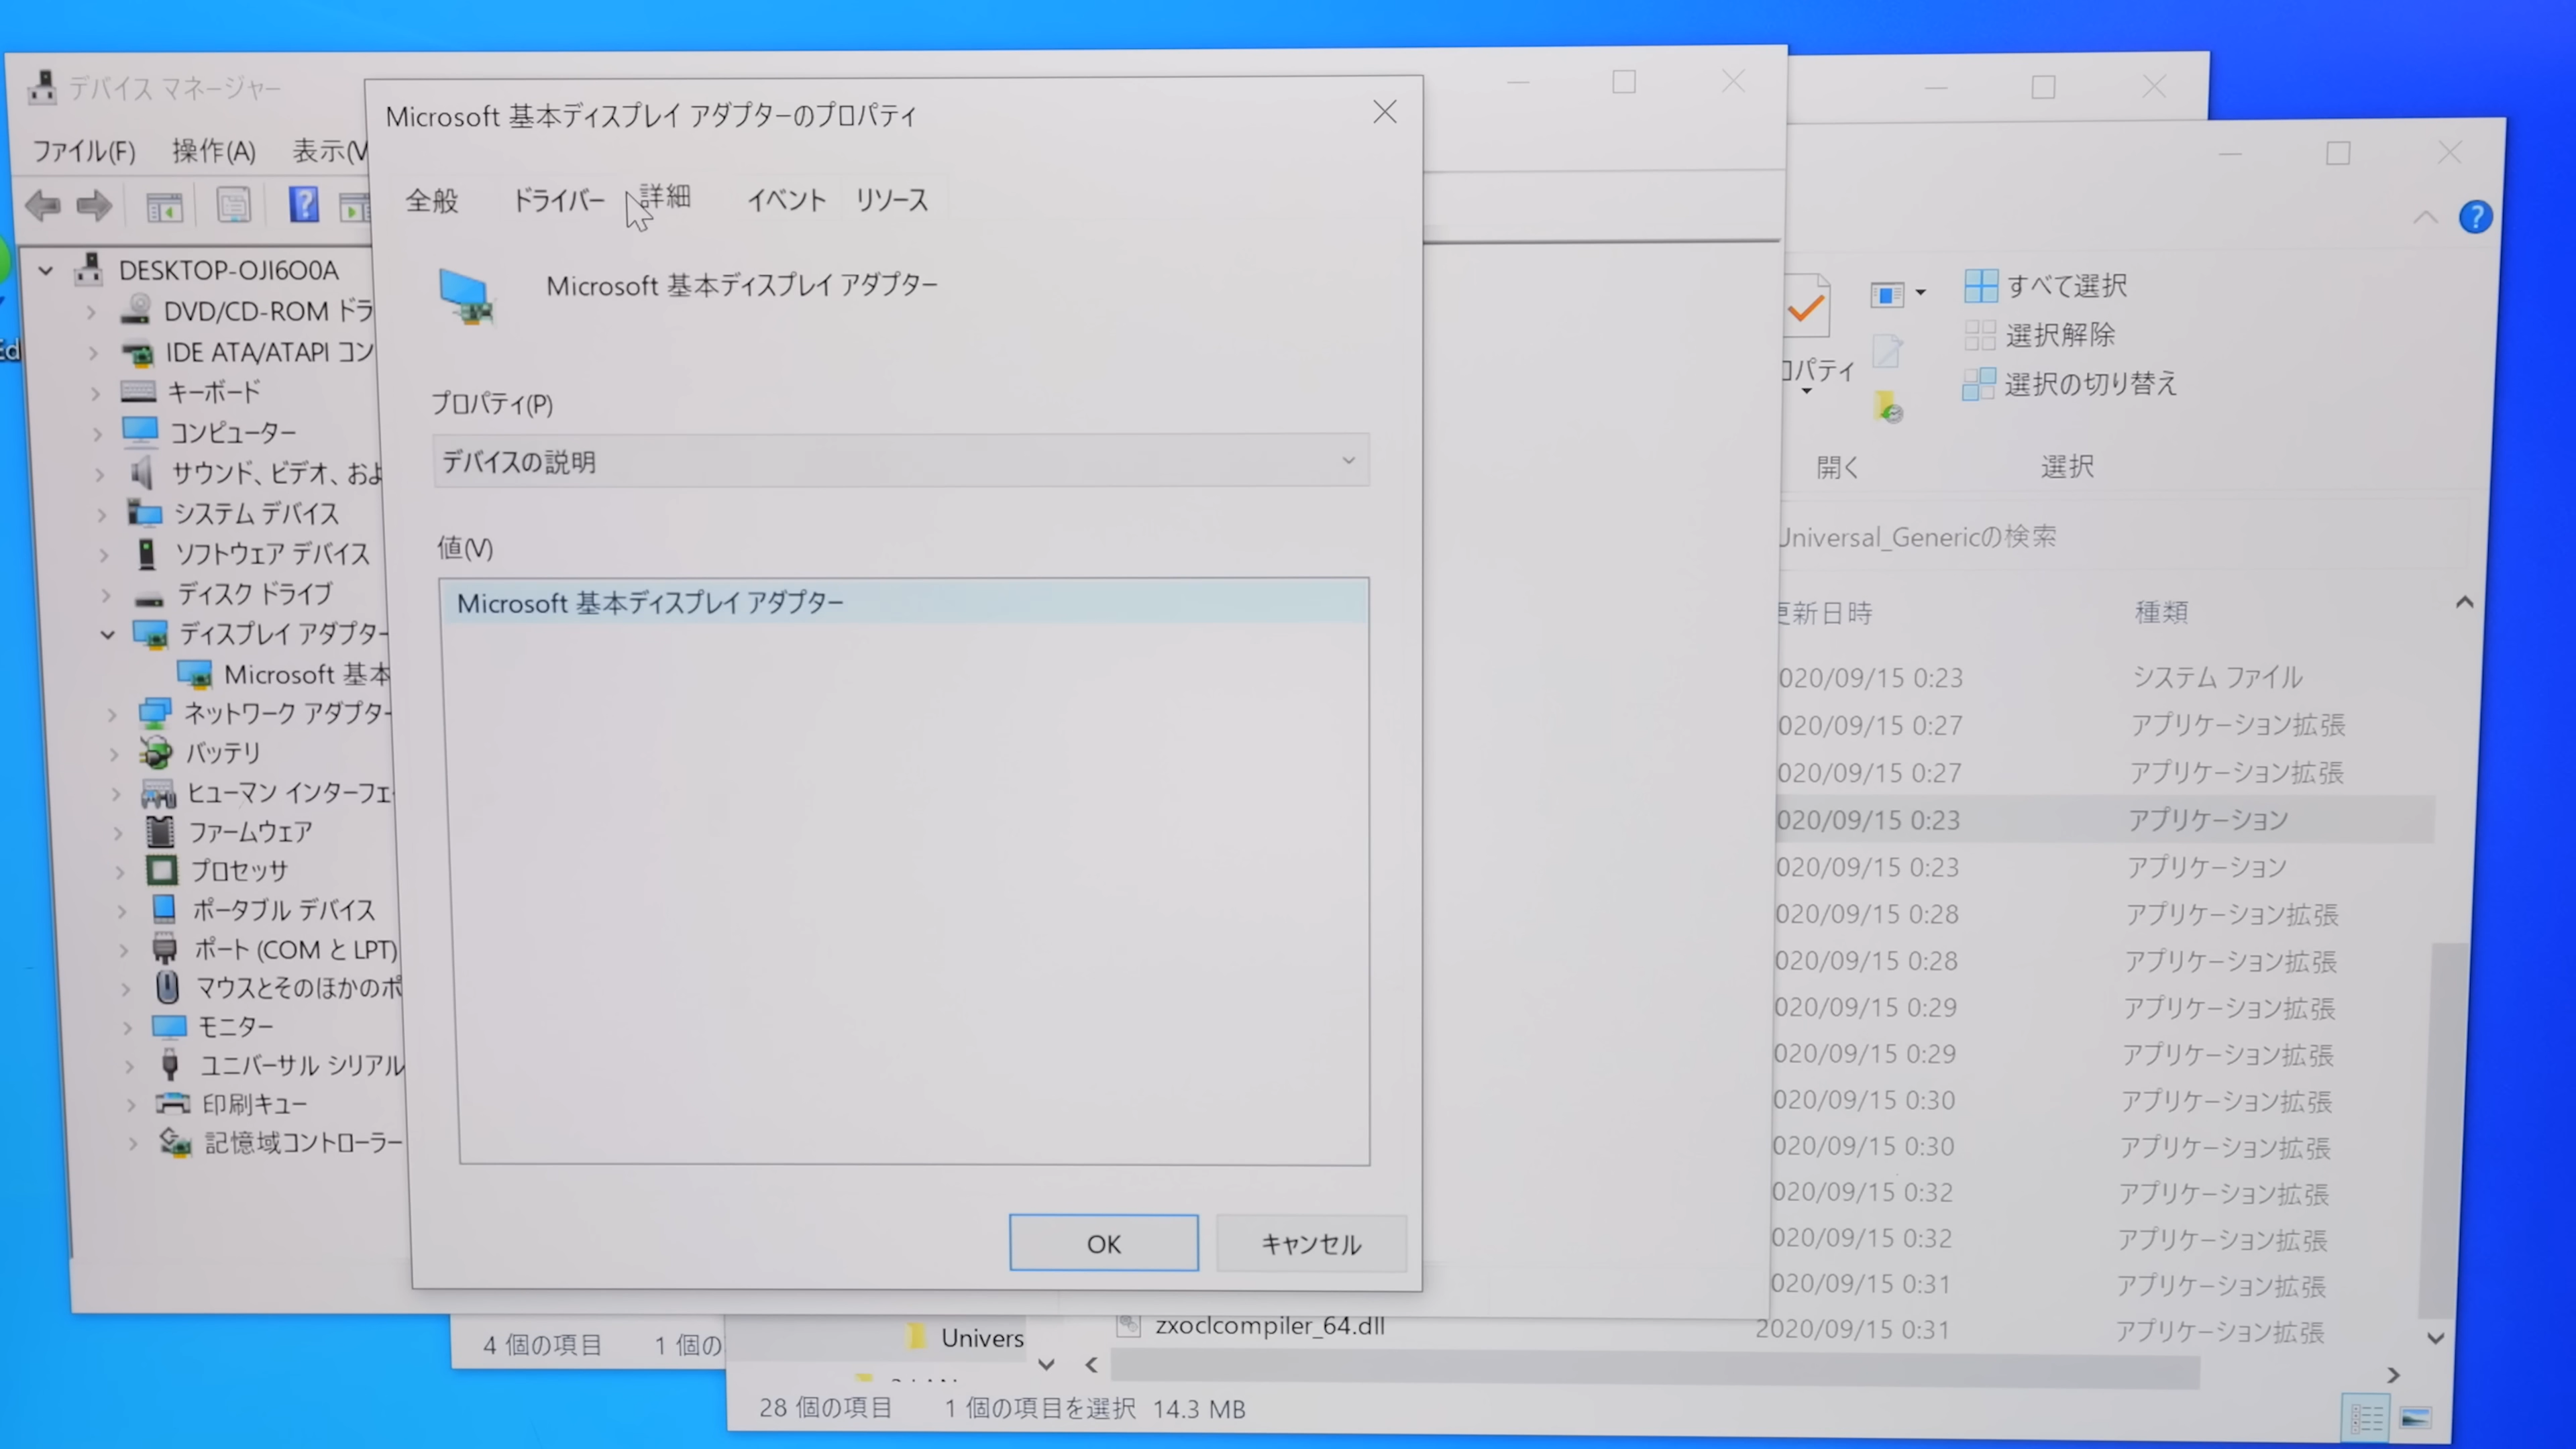 デバイス マネージャー
ファイル(F) 操作(A) 表示(V
DESKTOP-OJI6O0A
DVD/CD-ROM ドラ
IDE ATA/ATAPI コン
キーボード
コンピューター
サウンド、ビデオ、およ
システム デバイス
ソフトウェア デバイス
ディスク ドライブ
ディスプレイ アダプター
Microsoft 基本
ネットワーク アダプター
バッテリ
ヒューマン インターフェ
ファームウェア
プロセッサ
ポータブル デバイス
ポート (COM と LPT)
マウスとそのほかのポ
モニター
ユニバーサル シリアル
印刷キュー
記憶域コントローラー
Microsoft 基本ディスプレイ アダプターのプロパティ
全般 ドライバー 詳細 イベント リソース
Microsoft 基本ディスプレイ アダプター
プロパティ(P)
デバイスの説明
値(V)
Microsoft 基本ディスプレイ アダプター
OK キャンセル
すべて選択
選択解除
選択の切り替え
ロパティ
開く 選択
Universal_Genericの検索
更新日時 種類
020/09/15 0:23 システム ファイル
020/09/15 0:27 アプリケーション拡張
020/09/15 0:27 アプリケーション拡張
020/09/15 0:23 アプリケーション
020/09/15 0:23 アプリケーション
020/09/15 0:28 アプリケーション拡張
020/09/15 0:28 アプリケーション拡張
020/09/15 0:29 アプリケーション拡張
020/09/15 0:29 アプリケーション拡張
020/09/15 0:30 アプリケーション拡張
020/09/15 0:30 アプリケーション拡張
020/09/15 0:32 アプリケーション拡張
020/09/15 0:32 アプリケーション拡張
020/09/15 0:31 アプリケーション拡張
zxoclcompiler_64.dll 2020/09/15 0:31 アプリケーション拡張
Univers
4 個の項目 1 個の
28 個の項目 1 個の項目を選択 14.3 MB
Ed